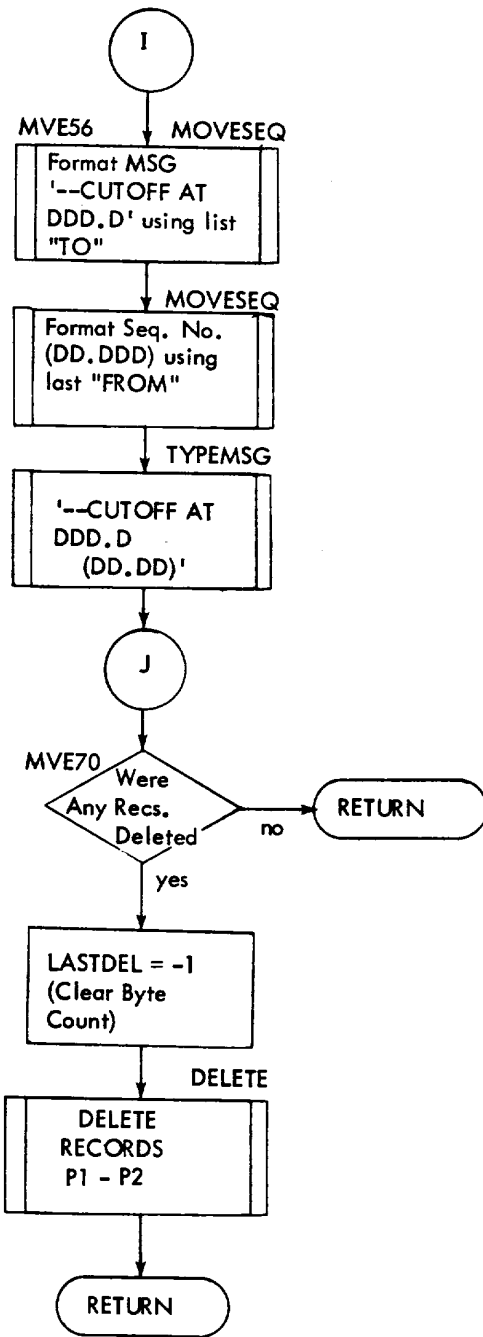 I
MVE56 MOVESEQ
Format MSG
'--CUTOFF AT
DDD.D' using list
"TO"
MOVESEQ
Format Seq. No.
(DD.DDD) using
last "FROM"
TYPEMSG
'--CUTOFF AT
DDD.D
(DD.DD)'
J
MVE70
Were
Any Recs.
Deleted
no
RETURN
yes
LASTDEL = -1
(Clear Byte
Count)
DELETE
DELETE
RECORDS
P1 - P2
RETURN